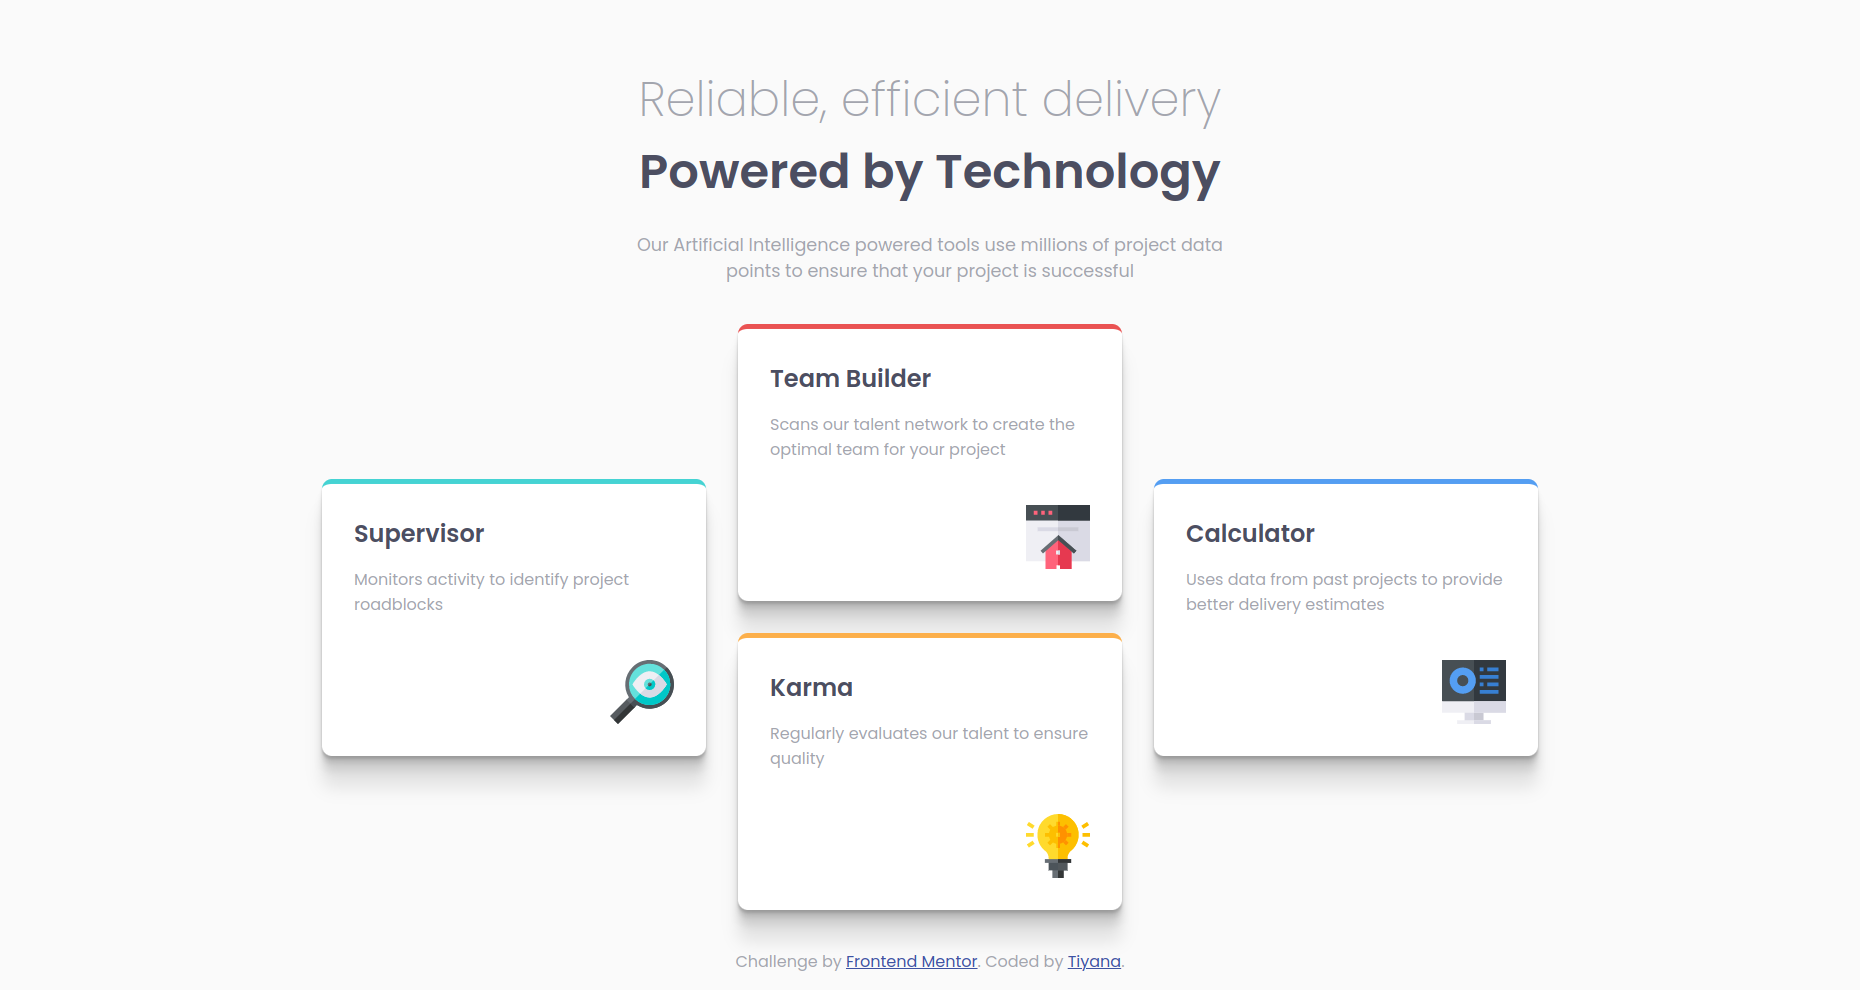 Reliable, efficient delivery
Powered by Technology
Our Artificial Intelligence powered tools use millions of project data
points to ensure that your project is successful
Supervisor
Monitors activity to identify project
roadblocks
Team Builder
Scans our talent network to create the
optimal team for your project
Karma
Regularly evaluates our talent to ensure
quality
Calculator
Uses data from past projects to provide
better delivery estimates
Challenge by Frontend Mentor. Coded by Tiyana.